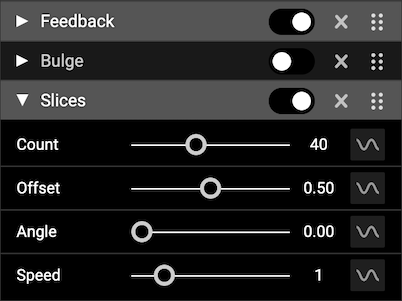 Feedback
Bulge
Slices
Count 40
Offset 0.50
Angle 0.00
Speed 1